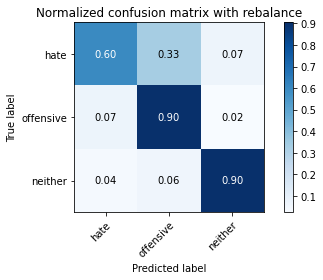 Normalized confusion matrix with rebalance
True label
hate 0.60 0.33 0.07
offensive 0.07 0.90 0.02
neither 0.04 0.06 0.90
hate offensive neither
Predicted label
0.9
0.8
0.7
0.6
0.5
0.4
0.3
0.2
0.1